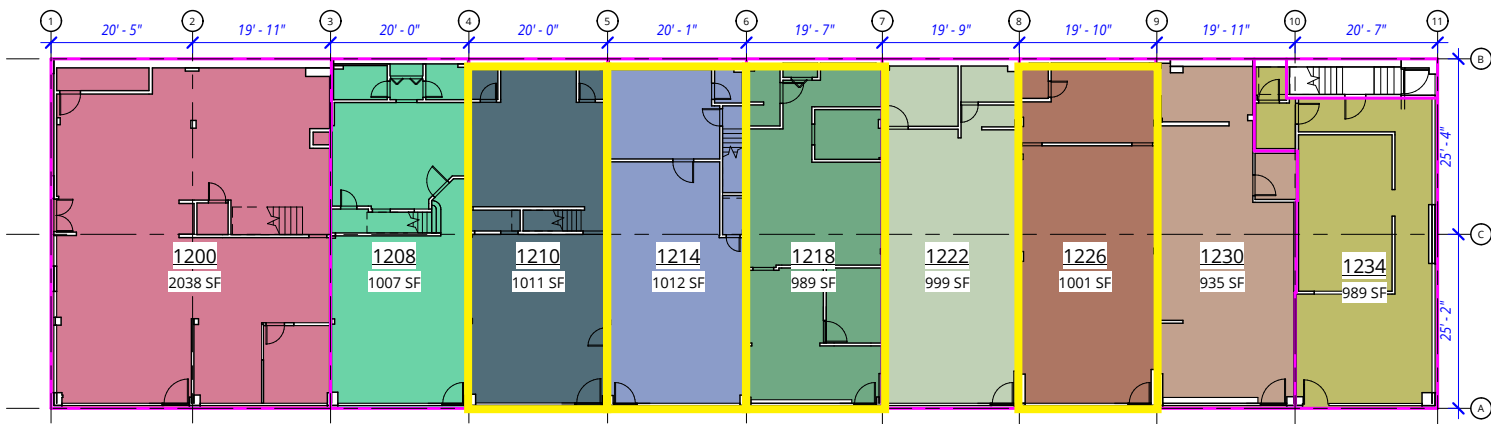 1 2 3 4 5 6 7 8 9 10 11
20' - 5" 19' - 11" 20' - 0" 20' - 0" 20' - 1" 19' - 7" 19' - 9" 19' - 10" 19' - 11" 20' - 7"
B
25' - 4"
C
1200 1208 1210 1214 1218 1222 1226 1230 1234
2038 SF 1007 SF 1011 SF 1012 SF 989 SF 999 SF 1001 SF 935 SF 989 SF
25' - 2"
A